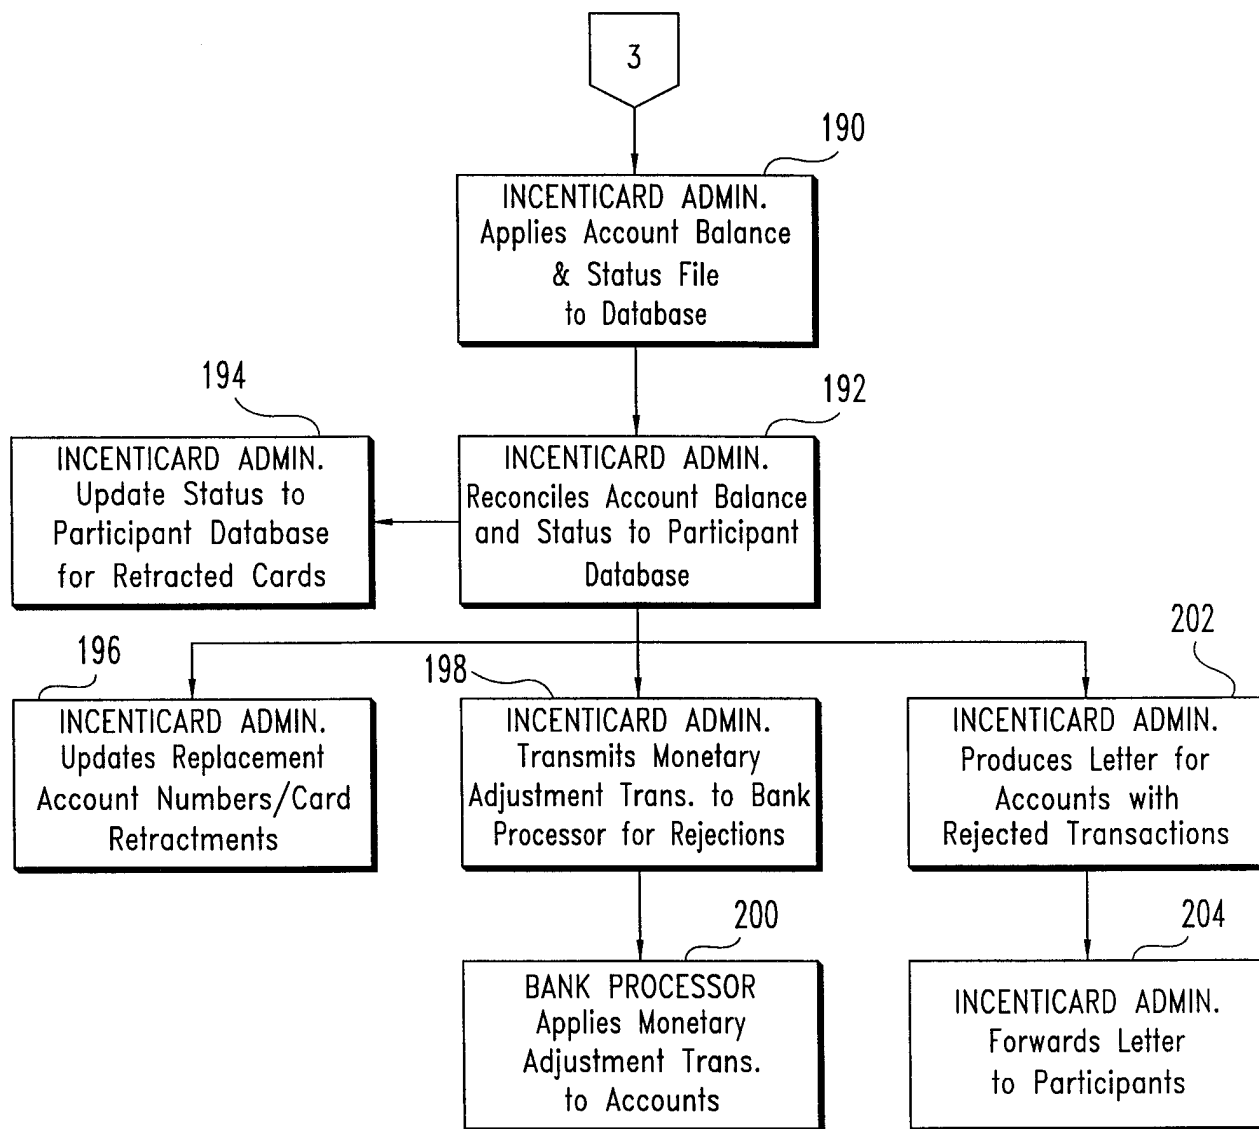 3
190
INCENTICARD ADMIN.
Applies Account Balance
& Status File
to Database
194
INCENTICARD ADMIN.
Update Status to
Participant Database
for Retracted Cards
192
INCENTICARD ADMIN.
Reconciles Account Balance
and Status to Participant
Database
196
INCENTICARD ADMIN.
Updates Replacement
Account Numbers/Card
Retractments
198
INCENTICARD ADMIN.
Transmits Monetary
Adjustment Trans. to Bank
Processor for Rejections
202
INCENTICARD ADMIN.
Produces Letter for
Accounts with
Rejected Transactions
200
BANK PROCESSOR
Applies Monetary
Adjustment Trans.
to Accounts
204
INCENTICARD ADMIN.
Forwards Letter
to Participants